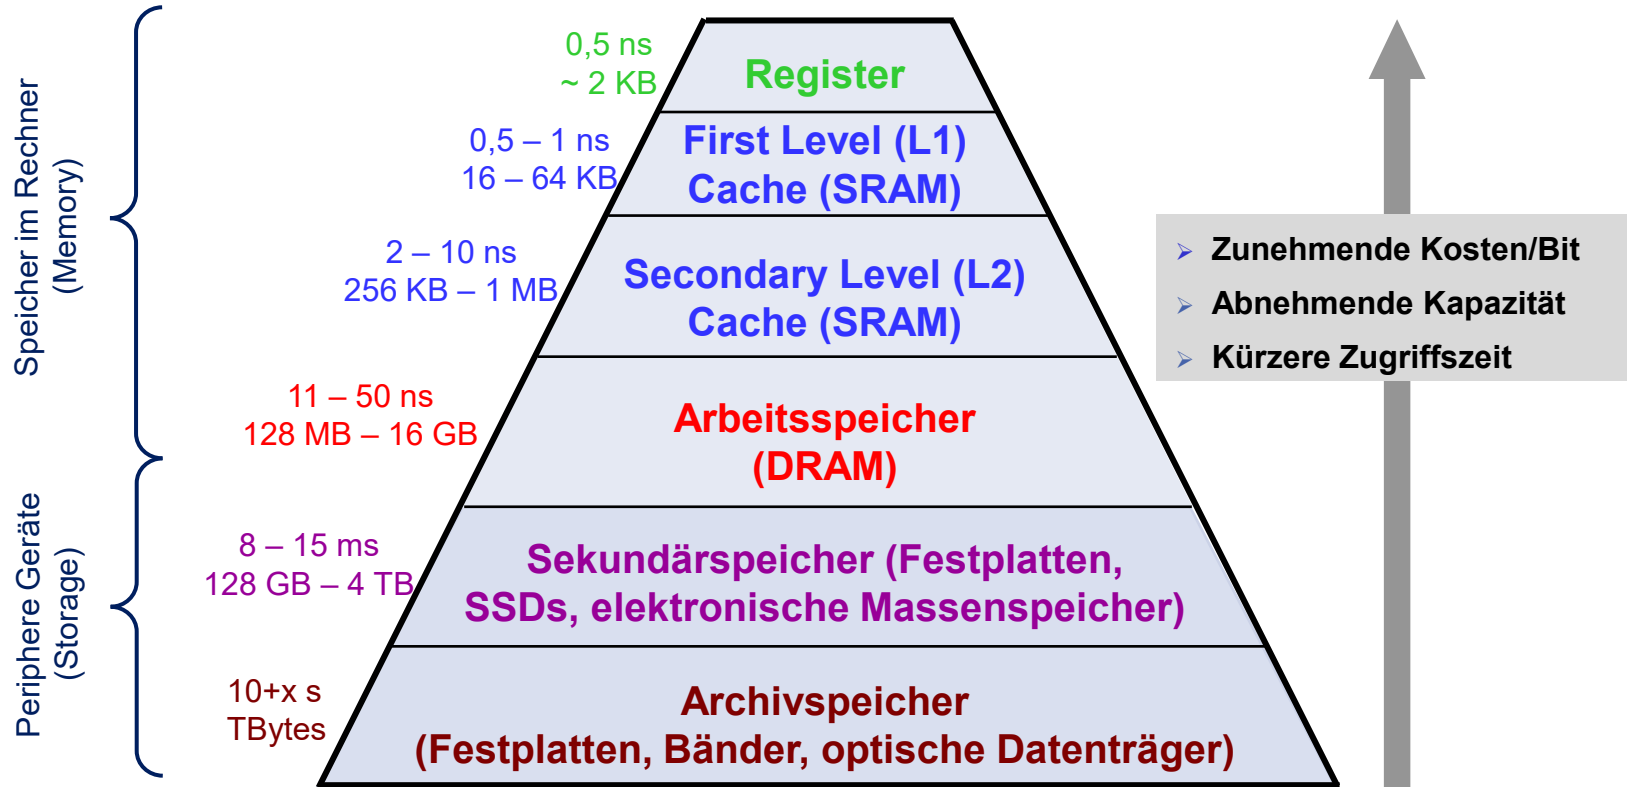 Speicher im Rechner
(Memory)
Periphere Geräte
(Storage)
0,5 ns
~ 2 KB
Register
0,5 – 1 ns
16 – 64 KB
First Level (L1)
Cache (SRAM)
2 – 10 ns
256 KB – 1 MB
Secondary Level (L2)
Cache (SRAM)
11 – 50 ns
128 MB – 16 GB
Arbeitsspeicher
(DRAM)
8 – 15 ms
128 GB – 4 TB
Sekundärspeicher (Festplatten,
SSDs, elektronische Massenspeicher)
10+x s
TBytes
Archivspeicher
(Festplatten, Bänder, optische Datenträger)
Zunehmende Kosten/Bit
Abnehmende Kapazität
Kürzere Zugriffszeit